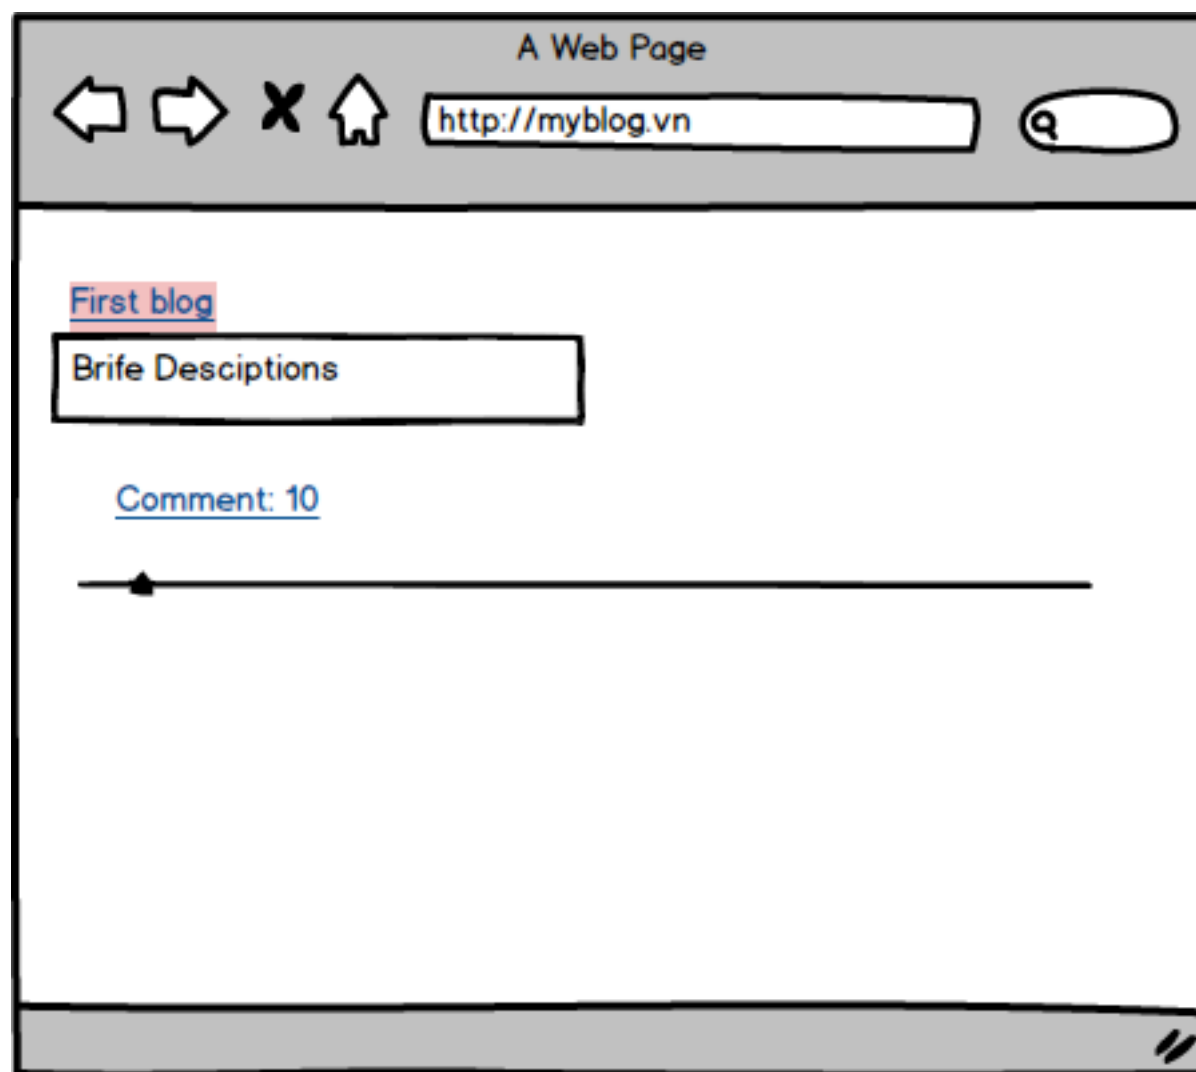 A Web Page
http://myblog.vn
First blog
Brife Desciptions
Comment: 10